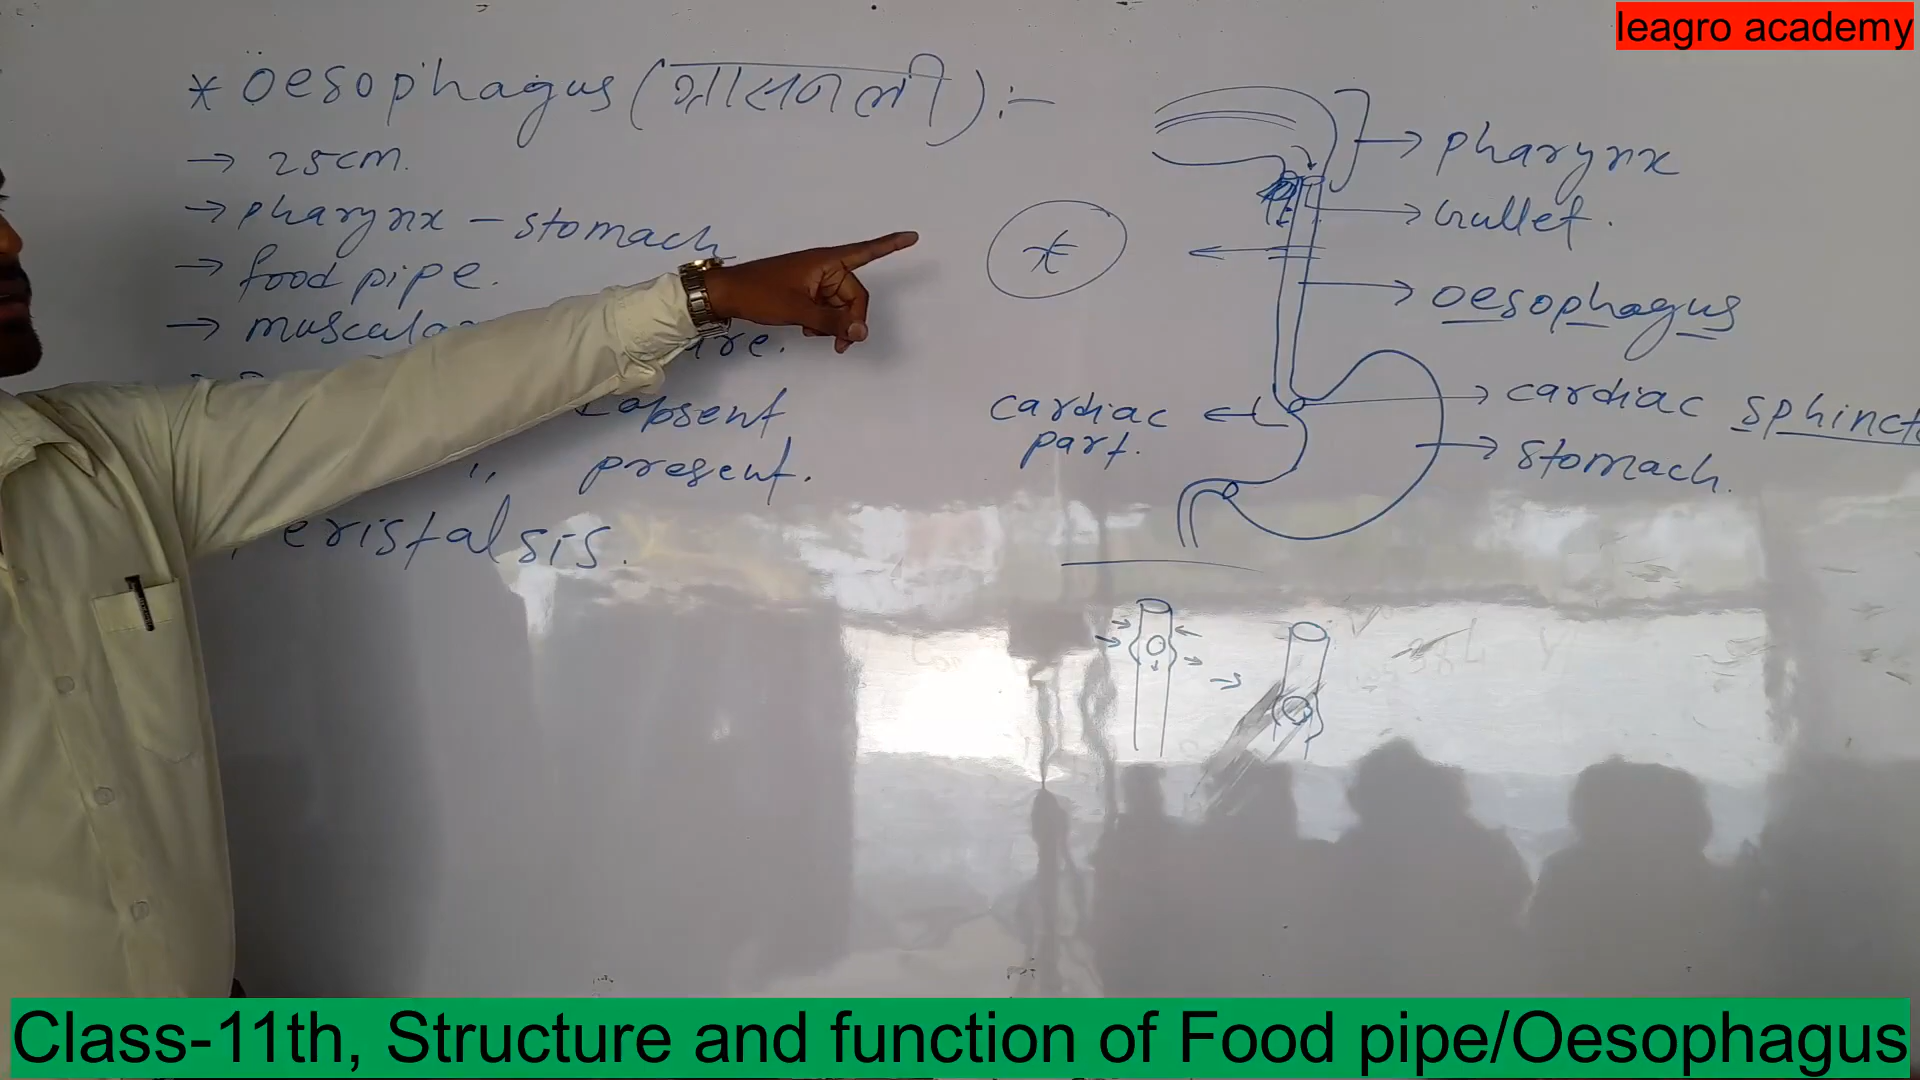 leagro academy
* Oesophagus (ग्रासनली) :-
→ 25cm.
→ pharynx - stomach
→ food pipe.
→ muscula
absent
" present.
eristalsis.
→ pharynx
→ Gullet.
→ oesophagus
→ cardiac sphinct
→ stomach.
cardiac ←
part.
Class-11th, Structure and function of Food pipe/Oesophagus